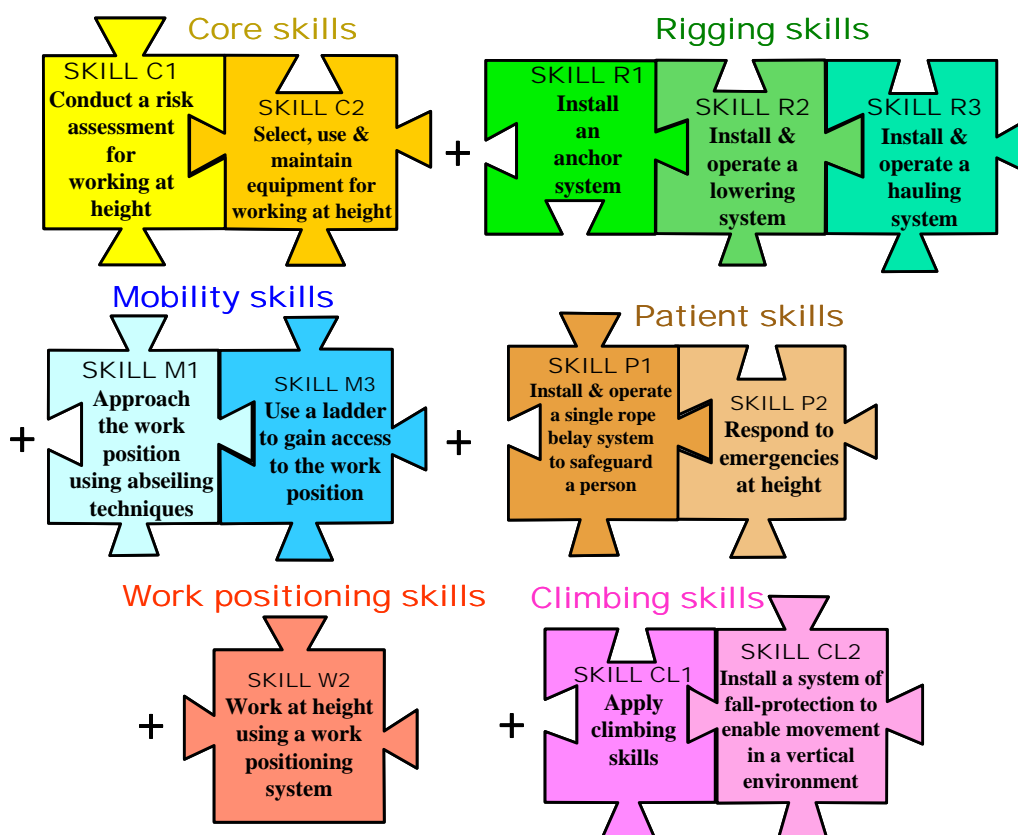 Core skills
SKILL C1
Conduct a risk
assessment
for
working at
height
SKILL C2
Select, use &
maintain
equipment for
working at height
+
Rigging skills
SKILL R1
Install
an
anchor
system
SKILL R2
Install &
operate a
lowering
system
SKILL R3
Install &
operate a
hauling
system
Mobility skills
+
SKILL M1
Approach
the work
position
using abseiling
techniques
SKILL M3
Use a ladder
to gain access
to the work
position
+
Patient skills
SKILL P1
Install & operate
a single rope
belay system
to safeguard
a person
SKILL P2
Respond to
emergencies
at height
Work positioning skills
+
SKILL W2
Work at height
using a work
positioning
system
Climbing skills
+
SKILL CL1
Apply
climbing
skills
SKILL CL2
Install a system of
fall-protection to
enable movement
in a vertical
environment